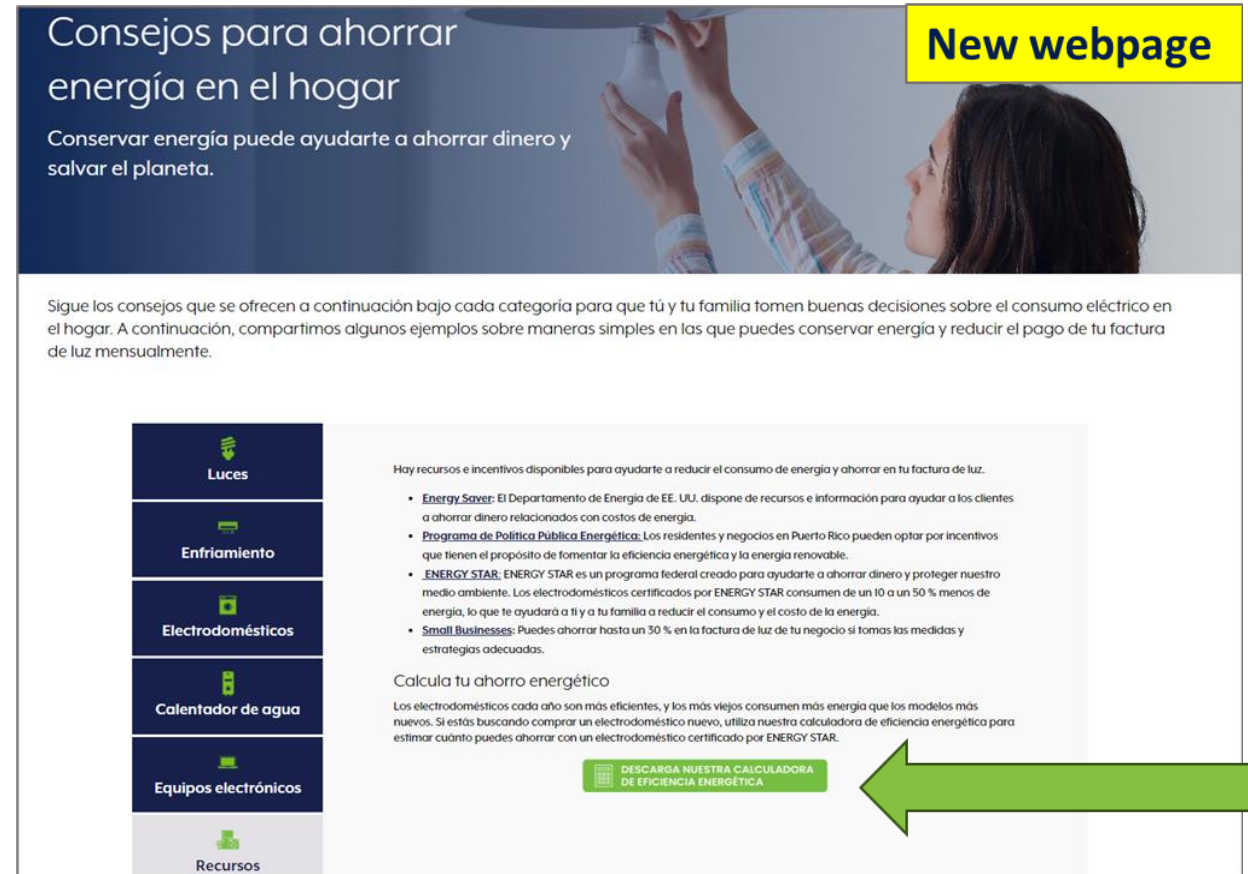 Consejos para ahorrar
energía en el hogar
New webpage
Conservar energía puede ayudarte a ahorrar dinero y
salvar el planeta.
Sigue los consejos que se ofrecen a continuación bajo cada categoría para que tú y tu familia tomen buenas decisiones sobre el consumo eléctrico en
el hogar. A continuación, compartimos algunos ejemplos sobre maneras simples en las que puedes conservar energía y reducir el pago de tu factura
de luz mensualmente.
Luces
Enfriamiento
Electrodomésticos
Calentador de agua
Equipos electrónicos
Recursos
Hay recursos e incentivos disponibles para ayudarte a reducir el consumo de energía y ahorrar en tu factura de luz.
• Energy Saver: El Departamento de Energía de EE. UU. dispone de recursos e información para ayudar a los clientes
a ahorrar dinero relacionados con costos de energía.
• Programa de Política Pública Energética: Los residentes y negocios en Puerto Rico pueden optar por incentivos
que tienen el propósito de fomentar la eficiencia energética y la energía renovable.
• ENERGY STAR: ENERGY STAR es un programa federal creado para ayudarte a ahorrar dinero y proteger nuestro
medio ambiente. Los electrodomésticos certificados por ENERGY STAR consumen de un 10 a un 50 % menos de
energía, lo que te ayudará a ti y a tu familia a reducir el consumo y el costo de la energía.
• Small Businesses: Puedes ahorrar hasta un 30 % en la factura de luz de tu negocio si tomas las medidas y
estrategias adecuadas.
Calcula tu ahorro energético
Los electrodomésticos cada año son más eficientes, y los más viejos consumen más energía que los modelos más
nuevos. Si estás buscando comprar un electrodoméstico nuevo, utiliza nuestra calculadora de eficiencia energética para
estimar cuánto puedes ahorrar con un electrodoméstico certificado por ENERGY STAR.
DESCARGA NUESTRA CALCULADORA
DE EFICIENCIA ENERGÉTICA